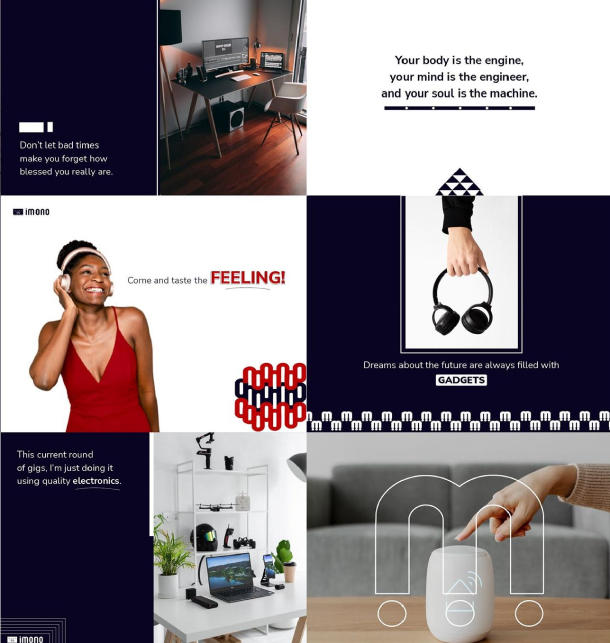 Don't let bad times
make you forget how
blessed you really are.
Your body is the engine,
your mind is the engineer,
and your soul is the machine.
imono
Come and taste the FEELING!
Dreams about the future are always filled with
GADGETS
This current round
of gigs, I'm just doing it
using quality electronics.
imono